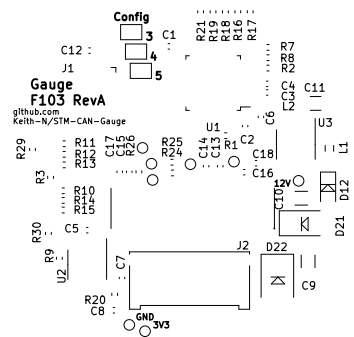 Config
3
4
5
C12
C1
J1
R21
R19
R18
R16
R17
R7
R8
R2
C4
C3
L2
C11
Gauge
F103 RevA
github.com
Keith-N/STM-CAN-Gauge
C6
U3
U1
C2
R29
R11
R12
R13
C17
C15
R26
R25
R24
C14
C13
R1
C18
C16
L1
R3
R10
R14
R15
12V
C10
D12
D21
R30
C5
R9
U2
C7
J2
D22
C9
R20
C8
GND
3V3